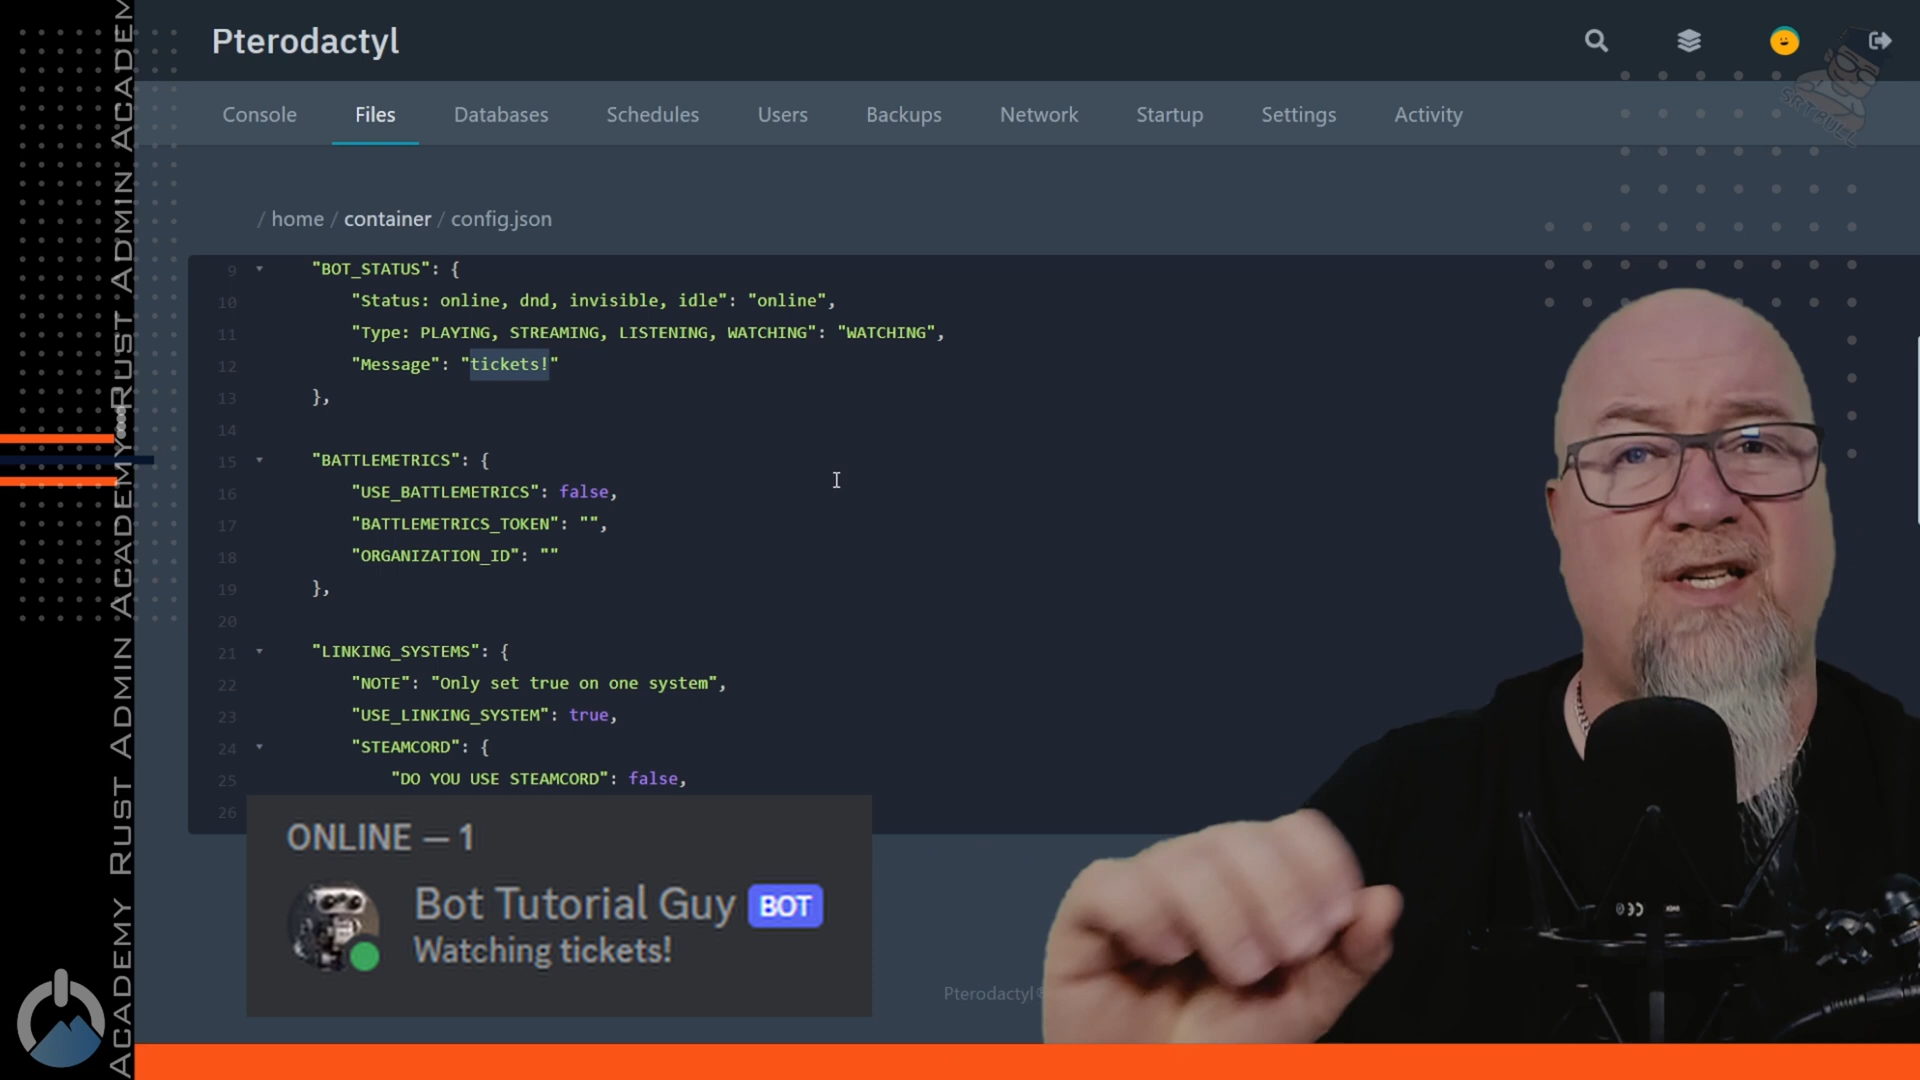 Pterodactyl
SRTBULL
Console Files Databases Schedules Users Backups Network Startup Settings Activity
/ home / container / config.json
9 "BOT_STATUS": {
10 "Status: online, dnd, invisible, idle": "online",
11 "Type: PLAYING, STREAMING, LISTENING, WATCHING": "WATCHING",
12 "Message": "tickets!"
13 },
14
15 "BATTLEMETRICS": {
16 "USE_BATTLEMETRICS": false,
17 "BATTLEMETRICS_TOKEN": "",
18 "ORGANIZATION_ID": ""
19 },
20
21 "LINKING_SYSTEMS": {
22 "NOTE": "Only set true on one system",
23 "USE_LINKING_SYSTEM": true,
24 "STEAMCORD": {
25 "DO YOU USE STEAMCORD": false,
26
ONLINE — 1
Bot Tutorial Guy BOT
Watching tickets!
Pterodactyl®
ACADEMY RUST ADMIN ACADEMY RUST ADMIN ACADEM